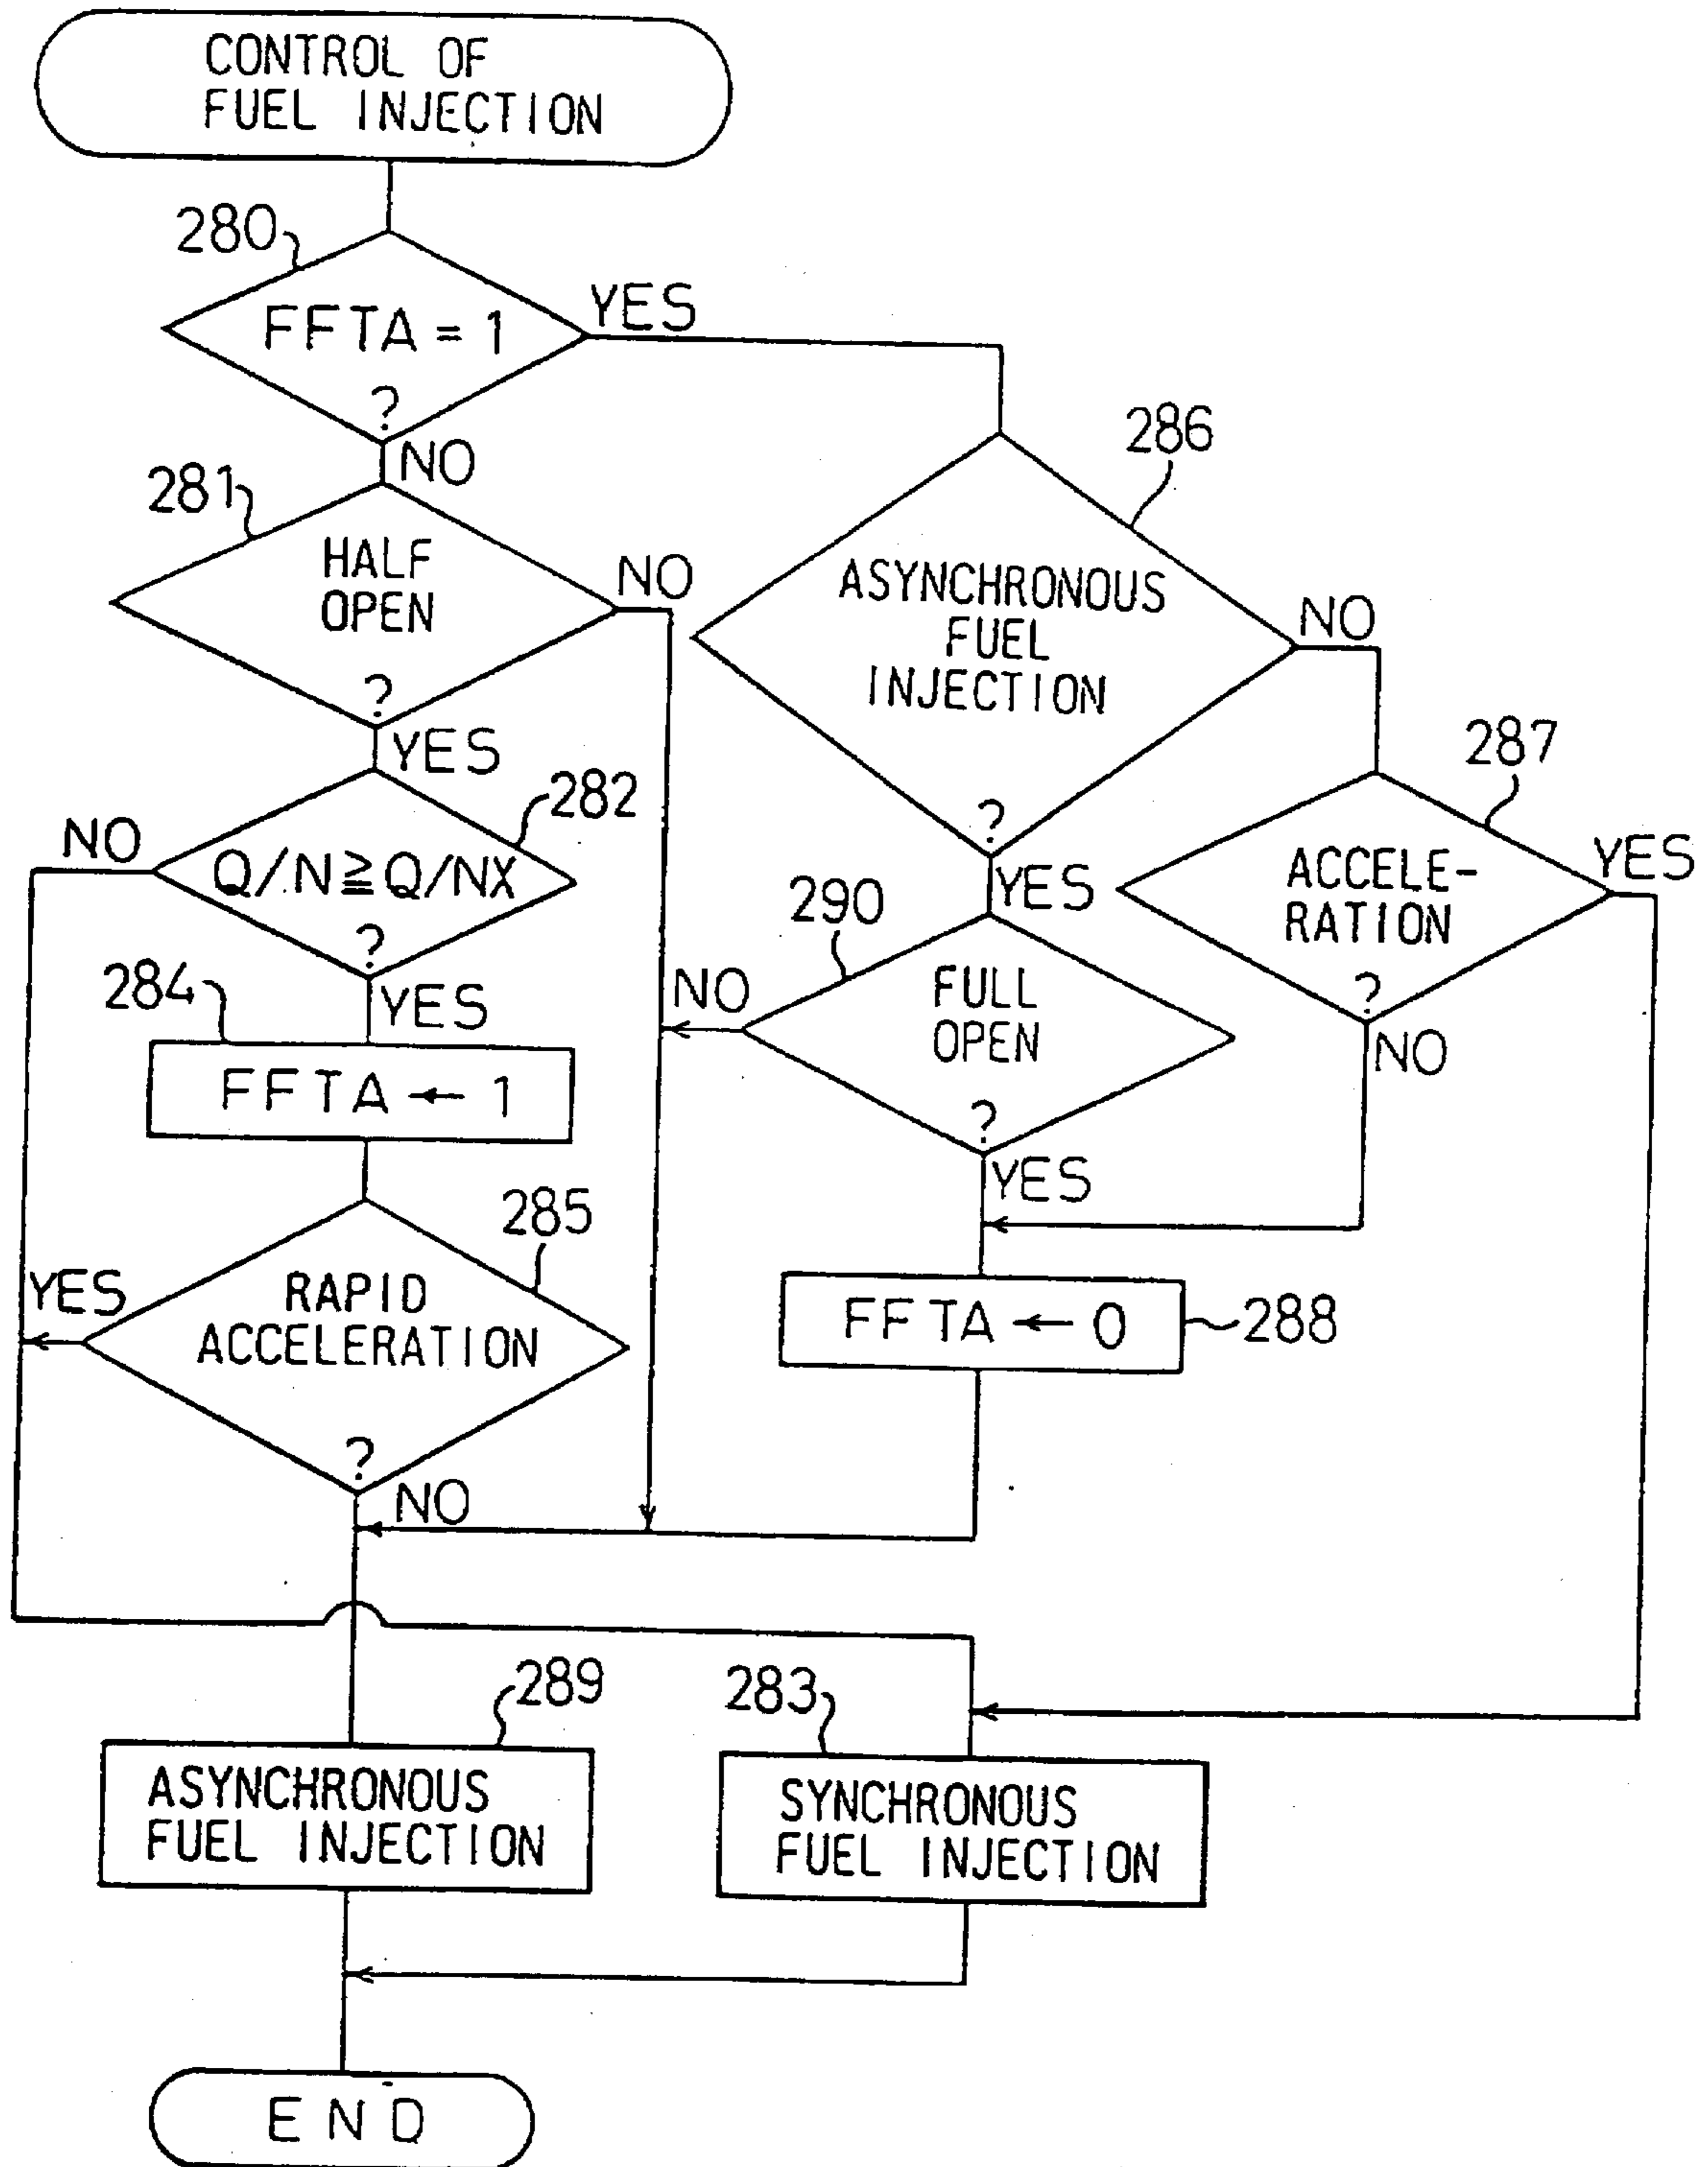 CONTROL OF
FUEL INJECTION
280
FFTA = 1
?
YES
NO
281
HALF
OPEN
?
NO
YES
286
ASYNCHRONOUS
FUEL
INJECTION
?
NO
YES
282
Q/N≧Q/NX
?
NO
YES
287
ACCELE-
RATION
?
YES
NO
290
FULL
OPEN
?
NO
YES
284
FFTA ← 1
285
RAPID
ACCELERATION
?
YES
NO
FFTA ← 0
288
289
ASYNCHRONOUS
FUEL INJECTION
283
SYNCHRONOUS
FUEL INJECTION
END